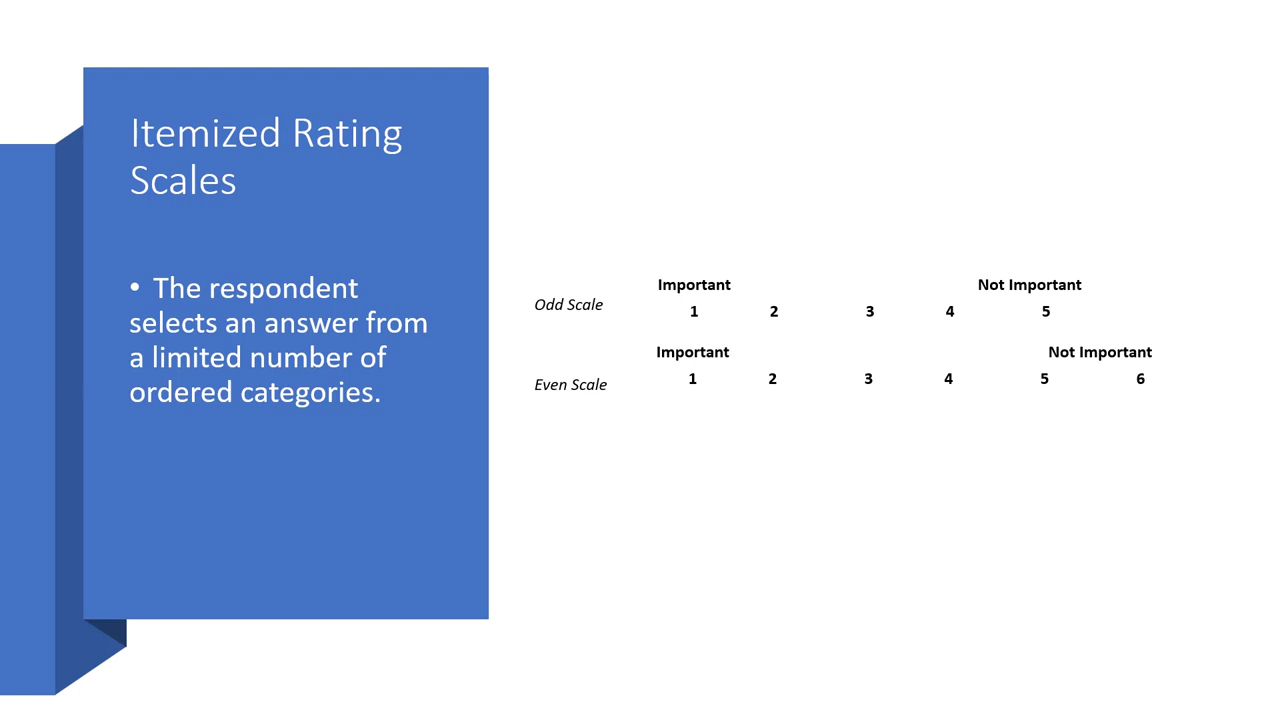 Itemized Rating
Scales
• The respondent
selects an answer from
a limited number of
ordered categories.
Important Not Important
Odd Scale 1 2 3 4 5
Important Not Important
Even Scale 1 2 3 4 5 6